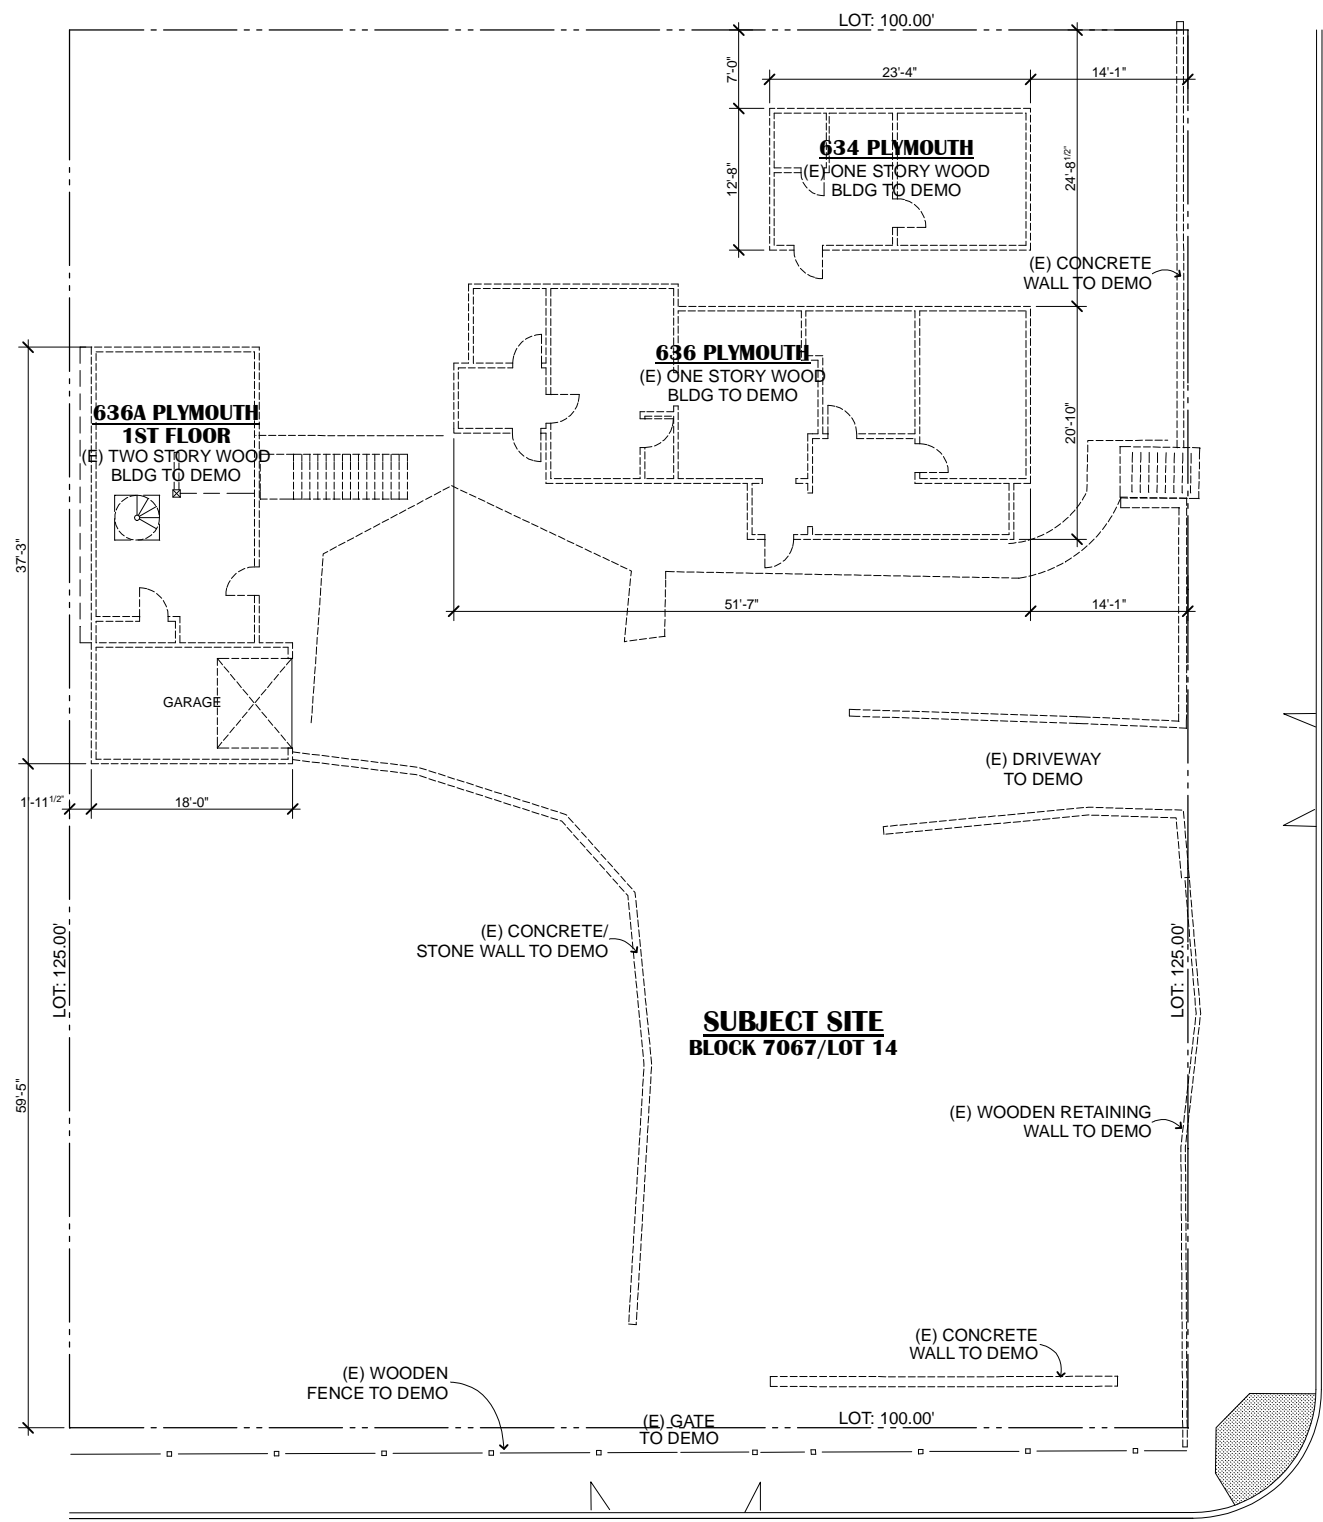 LOT: 100.00'
7'-0"
23'-4"
14'-1"
634 PLYMOUTH
(E) ONE STORY WOOD
BLDG TO DEMO
12'-8"
24'-8 1/2"
(E) CONCRETE
WALL TO DEMO
636 PLYMOUTH
(E) ONE STORY WOOD
BLDG TO DEMO
636A PLYMOUTH
1ST FLOOR
(E) TWO STORY WOOD
BLDG TO DEMO
20'-10"
37'-3"
51'-7"
14'-1"
GARAGE
(E) DRIVEWAY
TO DEMO
1'-11 1/2"
18'-0"
(E) CONCRETE/
STONE WALL TO DEMO
LOT: 125.00'
LOT: 125.00'
SUBJECT SITE
BLOCK 7067/LOT 14
59'-5"
(E) WOODEN RETAINING
WALL TO DEMO
(E) CONCRETE
WALL TO DEMO
(E) WOODEN
FENCE TO DEMO
(E) GATE
TO DEMO
LOT: 100.00'